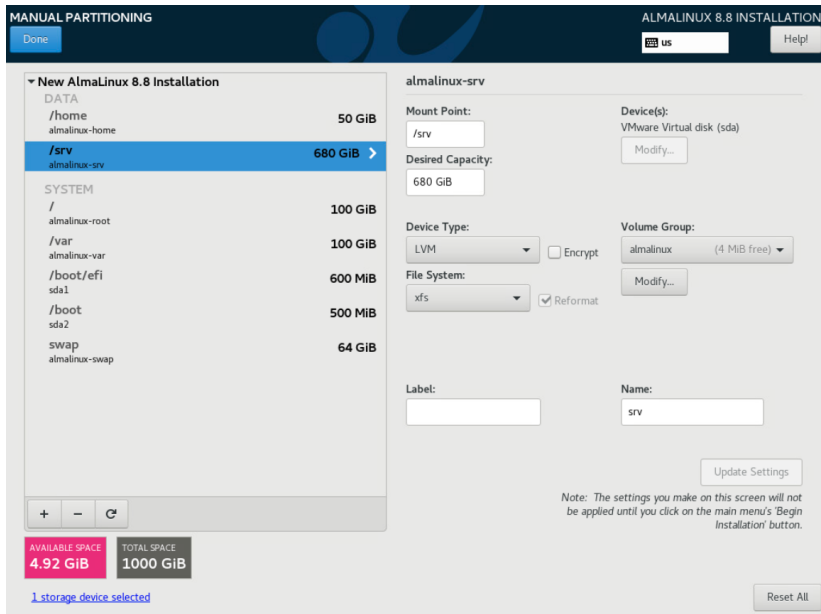 MANUAL PARTITIONING
ALMALINUX 8.8 INSTALLATION
Done
us
Help!
New AlmaLinux 8.8 Installation
DATA
/home
almalinux-home
50 GiB
/srv
almalinux-srv
680 GiB
SYSTEM
/
almalinux-root
100 GiB
/var
almalinux-var
100 GiB
/boot/efi
sda1
600 MiB
/boot
sda2
500 MiB
swap
almalinux-swap
64 GiB
AVAILABLE SPACE
4.92 GiB
TOTAL SPACE
1000 GiB
1 storage device selected
almalinux-srv
Mount Point:
/srv
Desired Capacity:
680 GiB
Device(s):
VMware Virtual disk (sda)
Modify...
Device Type:
LVM
Encrypt
File System:
xfs
Reformat
Volume Group:
almalinux (4 MiB free)
Modify...
Label:
Name:
srv
Update Settings
Note: The settings you make on this screen will not
be applied until you click on the main menu's 'Begin
Installation' button.
Reset All